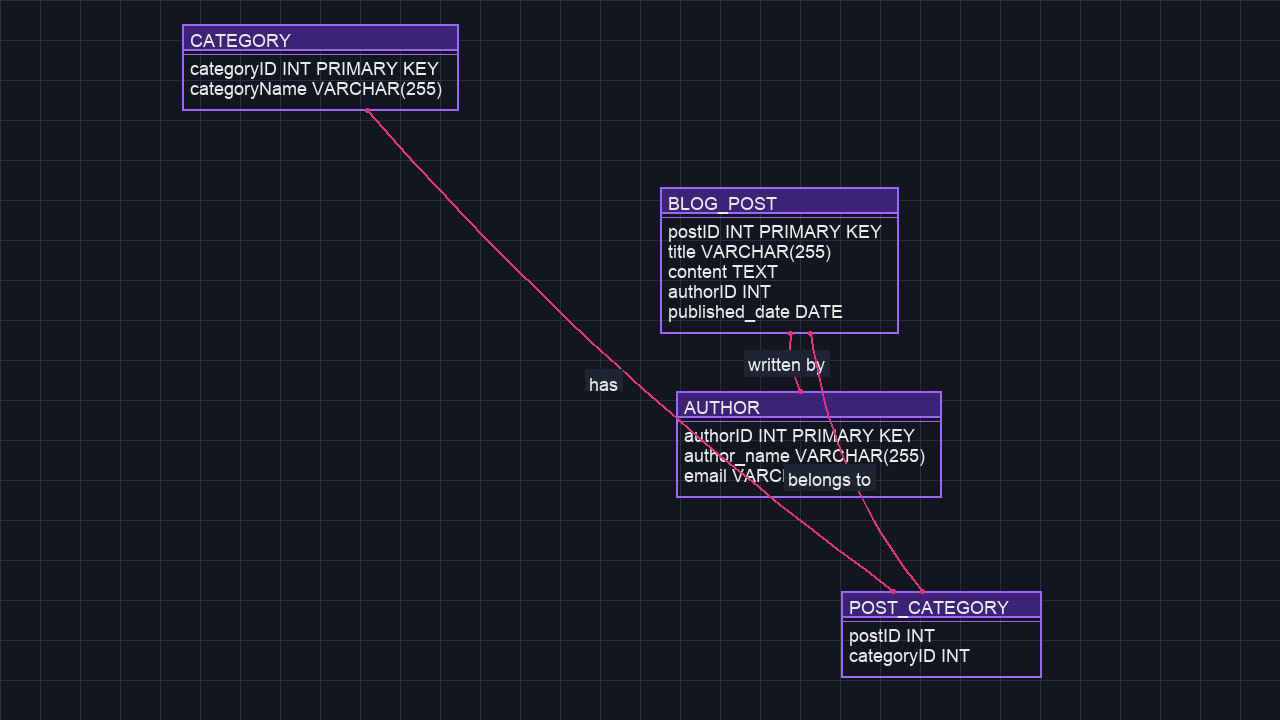 CATEGORY
categoryID INT PRIMARY KEY
categoryName VARCHAR(255)
BLOG_POST
postID INT PRIMARY KEY
title VARCHAR(255)
content TEXT
authorID INT
published_date DATE
written by
has
AUTHOR
authorID INT PRIMARY KEY
author_name VARCHAR(255)
email
belongs to
POST_CATEGORY
postID INT
categoryID INT